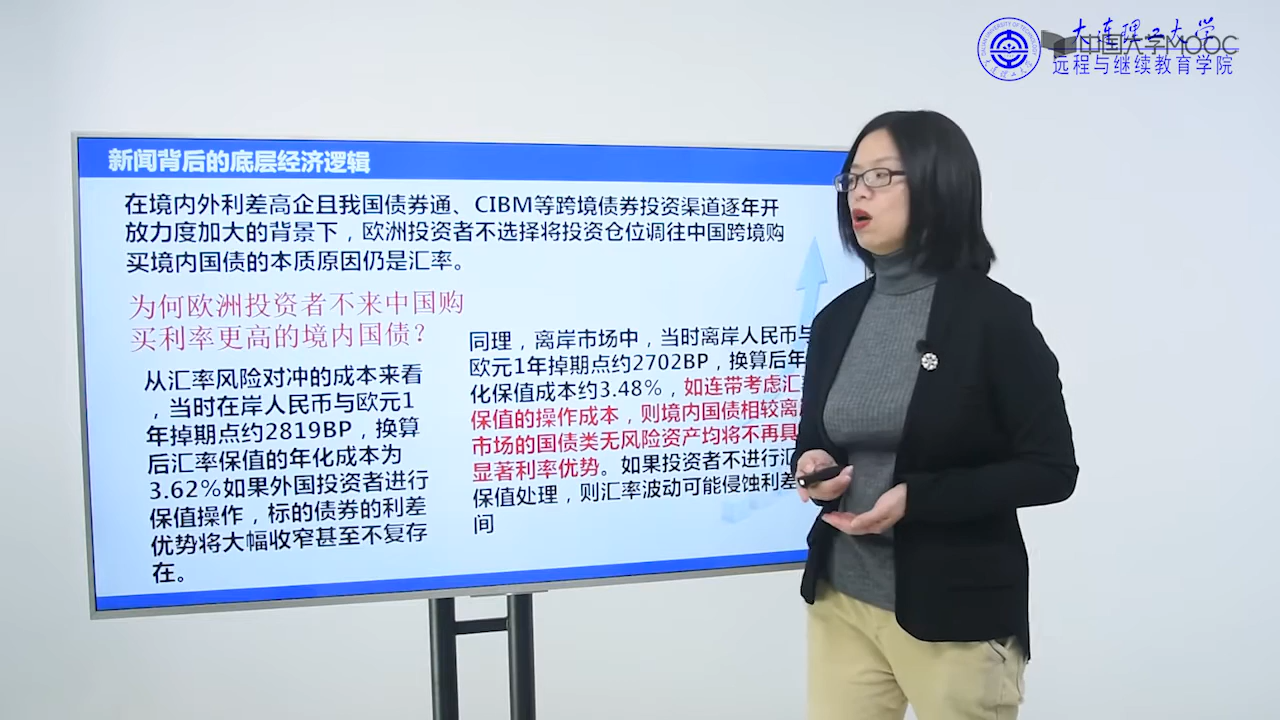 大连理工大学
中国大学MOOC
远程与继续教育学院
新闻背后的底层经济逻辑
在境内外利差高企且我国债券通、CIBM等跨境债券投资渠道逐年开
放力度加大的背景下，欧洲投资者不选择将投资仓位调往中国跨境购
买境内国债的本质原因仍是汇率。
为何欧洲投资者不来中国购
买利率更高的境内国债？
从汇率风险对冲的成本来看
，当时在岸人民币与欧元1
年掉期点约2819BP，换算
后汇率保值的年化成本为
3.62%如果外国投资者进行
保值操作，标的债券的利差
优势将大幅收窄甚至不复存
在。
同理，离岸市场中，当时离岸人民币与
欧元1年掉期点约2702BP，换算后年
化保值成本约3.48%，如连带考虑汇
保值的操作成本，则境内国债相较离
市场的国债类无风险资产均将不再具
显著利率优势。如果投资者不进行汇
保值处理，则汇率波动可能侵蚀利差
间